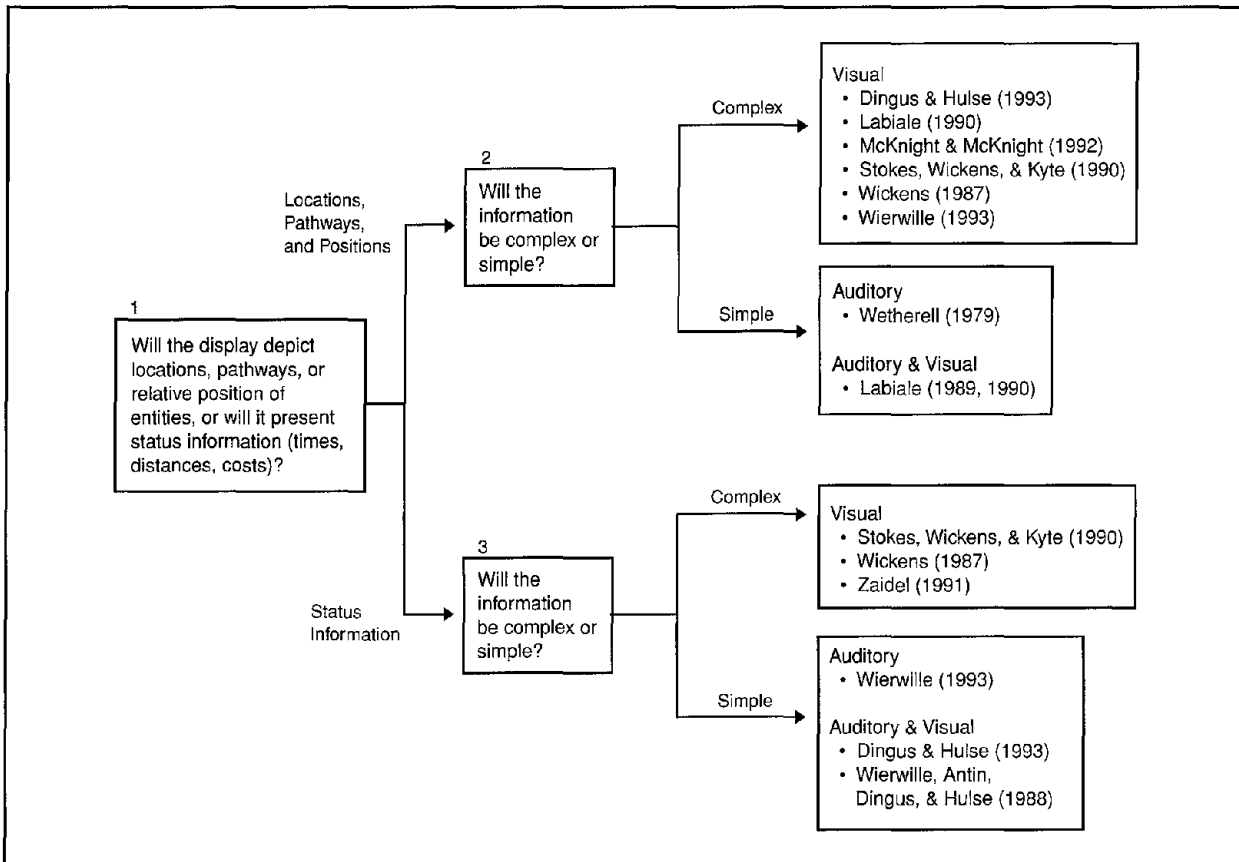 1
Will the display depict
locations, pathways, or
relative position of
entities, or will it present
status information (times,
distances, costs)?
Locations,
Pathways,
and Positions
2
Will the
information
be complex or
simple?
Complex
Visual
• Dingus & Hulse (1993)
• Labiale (1990)
• McKnight & McKnight (1992)
• Stokes, Wickens, & Kyte (1990)
• Wickens (1987)
• Wierwille (1993)
Simple
Auditory
• Wetherell (1979)
Auditory & Visual
• Labiale (1989, 1990)
Status
Information
3
Will the
information
be complex or
simple?
Complex
Visual
• Stokes, Wickens, & Kyte (1990)
• Wickens (1987)
• Zaidel (1991)
Simple
Auditory
• Wierwille (1993)
Auditory & Visual
• Dingus & Hulse (1993)
• Wierwille, Antin,
Dingus, & Hulse (1988)